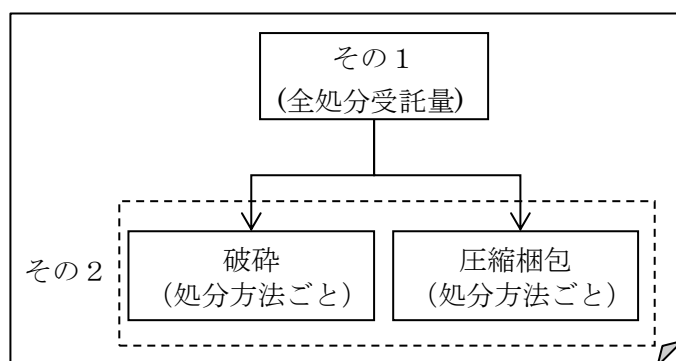 その１
(全処分受託量)
その２
破砕
（処分方法ごと）
圧縮梱包
（処分方法ごと）